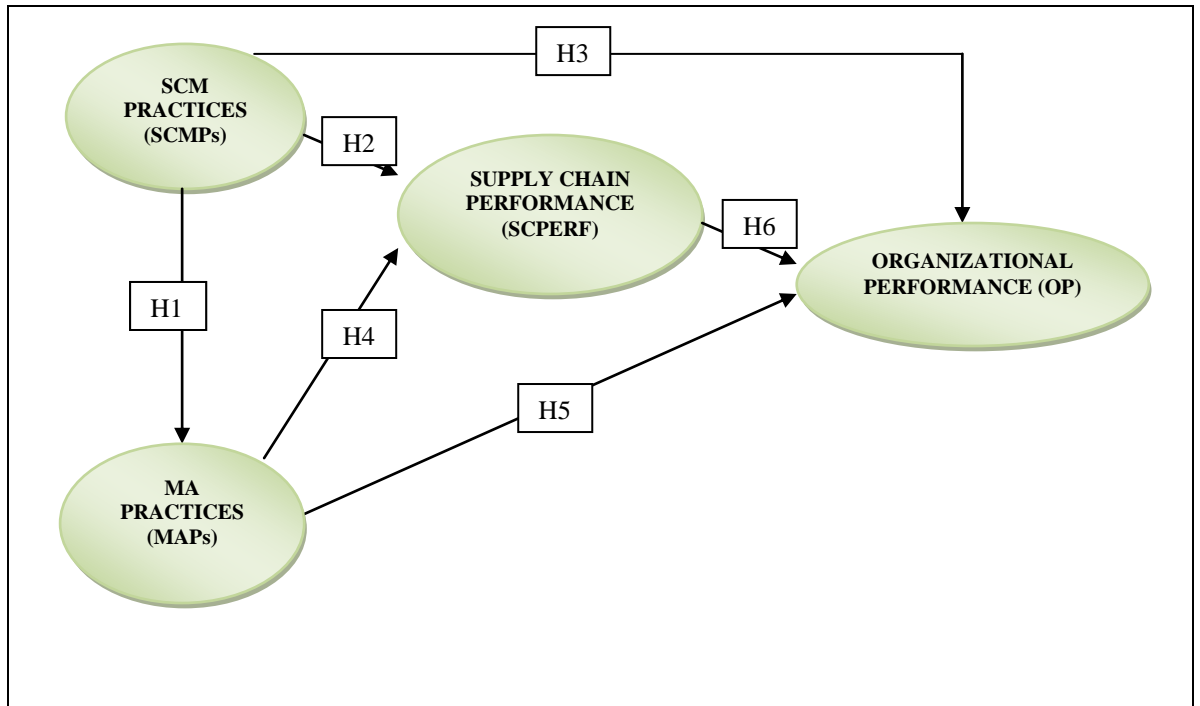 H3
SCM
PRACTICES
(SCMPs)
H2
SUPPLY CHAIN
PERFORMANCE
(SCPERF)
H6
ORGANIZATIONAL
PERFORMANCE (OP)
H1
H4
H5
MA
PRACTICES
(MAPs)